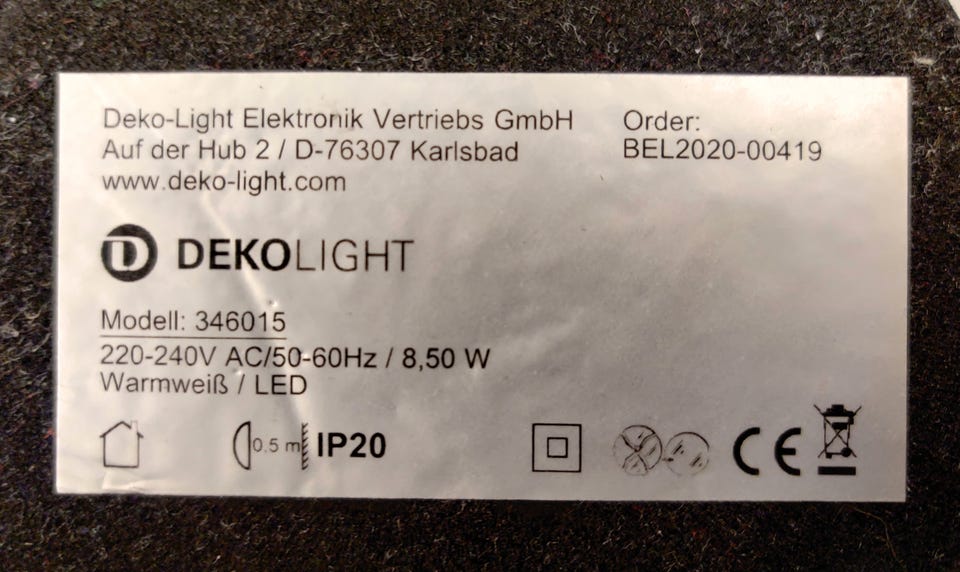 Deko-Light Elektronik Vertriebs GmbH
Auf der Hub 2 / D-76307 Karlsbad
www.deko-light.com
Order:
BEL2020-00419
DEKOLIGHT
Modell: 346015
220-240V AC/50-60Hz / 8,50 W
Warmweiß / LED
0.5 m IP20
CE